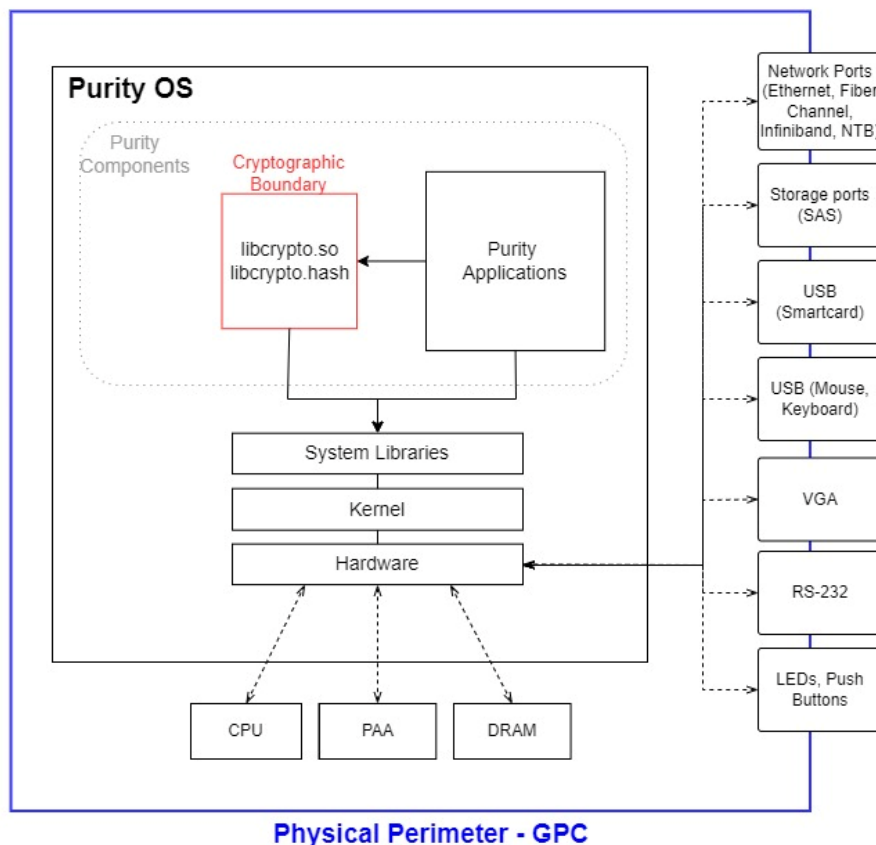 Purity OS
Purity
Components
Cryptographic
Boundary
libcrypto.so
libcrypto.hash
Purity
Applications
System Libraries
Kernel
Hardware
CPU
PAA
DRAM
Network Ports
(Ethernet, Fiber
Channel,
Infiniband, NTB)
Storage ports
(SAS)
USB
(Smartcard)
USB (Mouse,
Keyboard)
VGA
RS-232
LEDs, Push
Buttons
Physical Perimeter - GPC